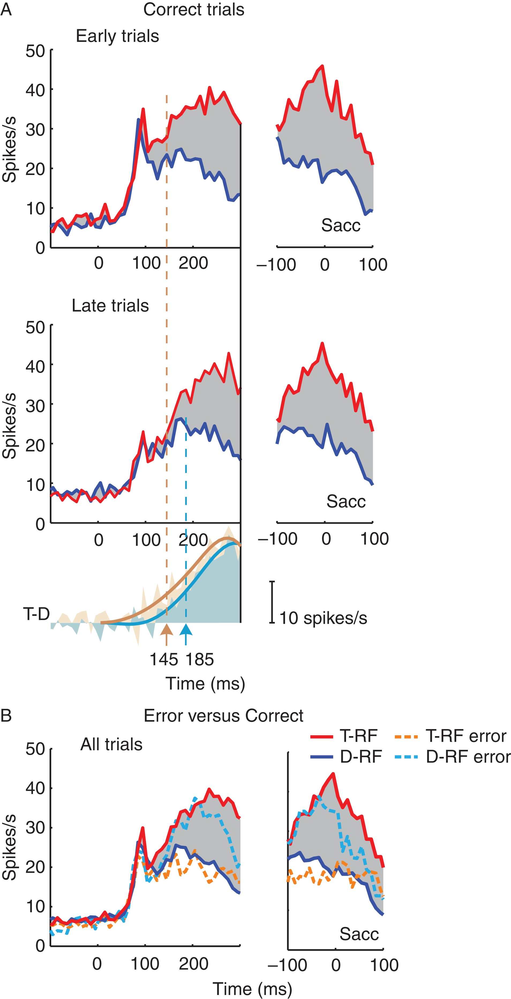 A
Correct trials
Early trials
50
40
30
20
10
0
Spikes/s
0 100 200
Sacc
–100 0 100
Late trials
50
40
30
20
10
0
Spikes/s
0 100 200
Sacc
–100 0 100
T-D
10 spikes/s
145 185
Time (ms)
B
Error versus Correct
All trials
T-RF T-RF error
D-RF D-RF error
50
40
30
20
10
0
Spikes/s
0 100 200
Sacc
–100 0 100
Time (ms)